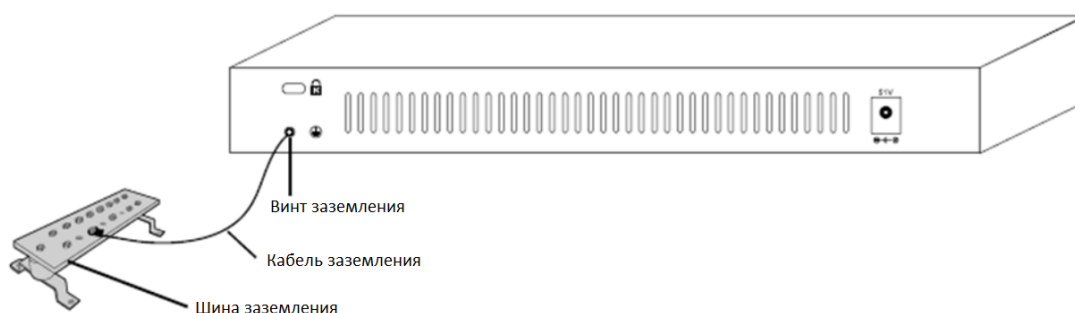 51V
Винт заземления
Кабель заземления
Шина заземления